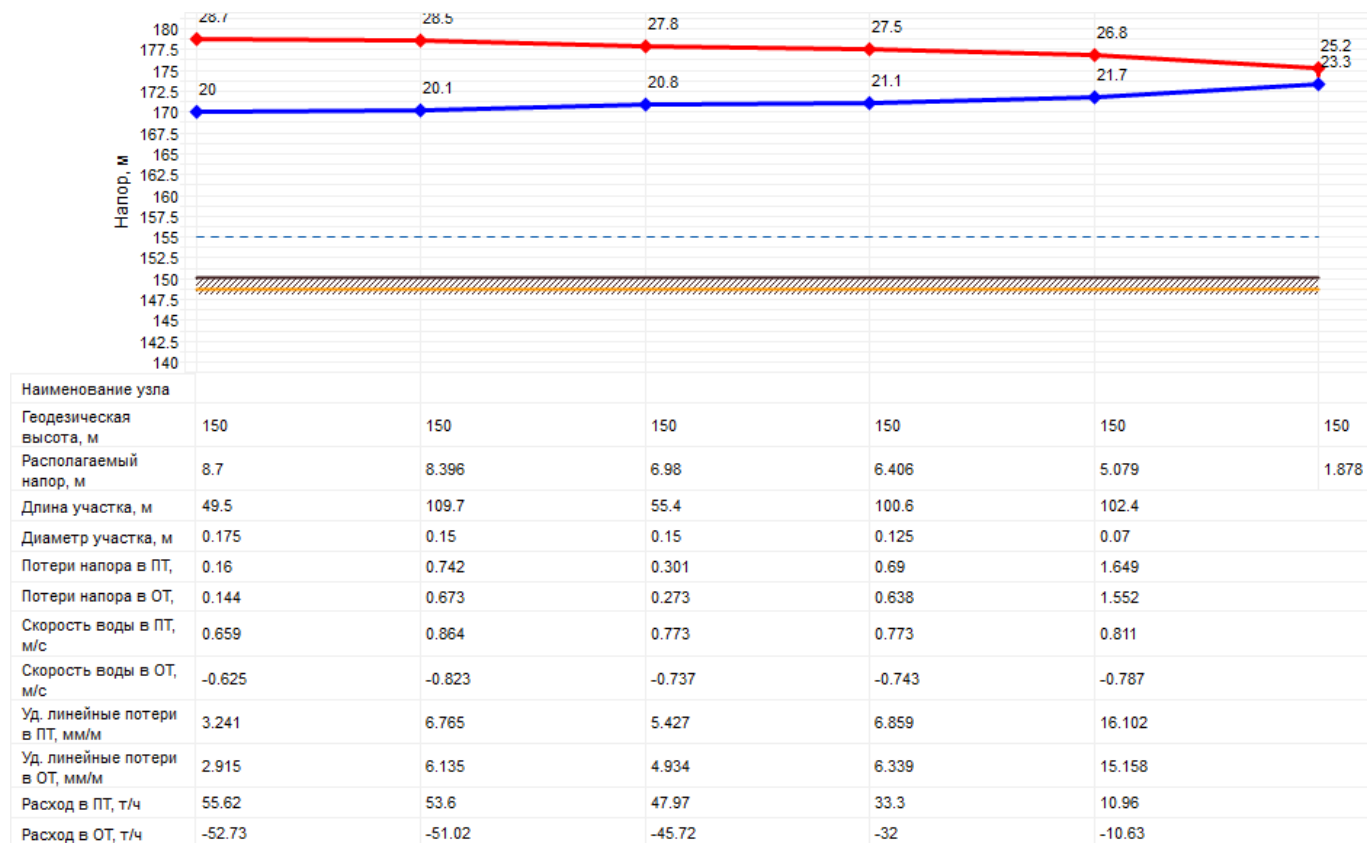 28.7 28.5 27.8 27.5 26.8 25.2
23.3
20 20.1 20.8 21.1 21.7
Напор, м
180
177.5
175
172.5
170
167.5
165
162.5
160
157.5
155
152.5
150
147.5
145
142.5
140
Наименование узла
Геодезическая
высота, м
150 150 150 150 150 150
Располагаемый
напор, м
8.7 8.396 6.98 6.406 5.079 1.878
Длина участка, м 49.5 109.7 55.4 100.6 102.4
Диаметр участка, м 0.175 0.15 0.15 0.125 0.07
Потери напора в ПТ, 0.16 0.742 0.301 0.69 1.649
Потери напора в ОТ, 0.144 0.673 0.273 0.638 1.552
Скорость воды в ПТ,
м/с
0.659 0.864 0.773 0.773 0.811
Скорость воды в ОТ,
м/с
-0.625 -0.823 -0.737 -0.743 -0.787
Уд. линейные потери
в ПТ, мм/м
3.241 6.765 5.427 6.859 16.102
Уд. линейные потери
в ОТ, мм/м
2.915 6.135 4.934 6.339 15.158
Расход в ПТ, т/ч 55.62 53.6 47.97 33.3 10.96
Расход в ОТ, т/ч -52.73 -51.02 -45.72 -32 -10.63